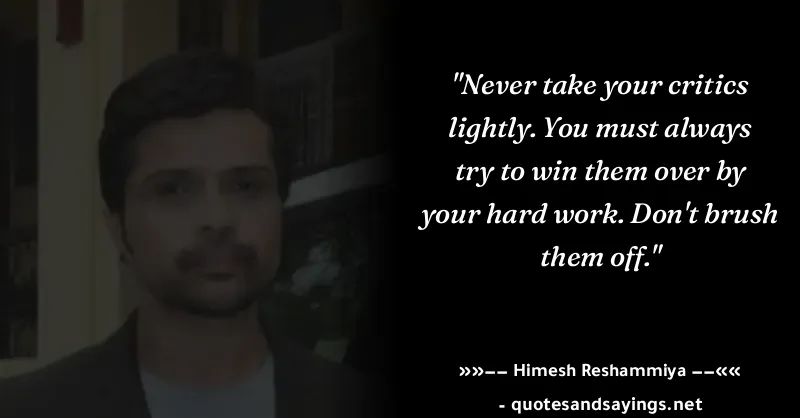 "Never take your critics
lightly. You must always
try to win them over by
your hard work. Don't brush
them off."
»»−− Himesh Reshammiya −−««
- quotesandsayings.net